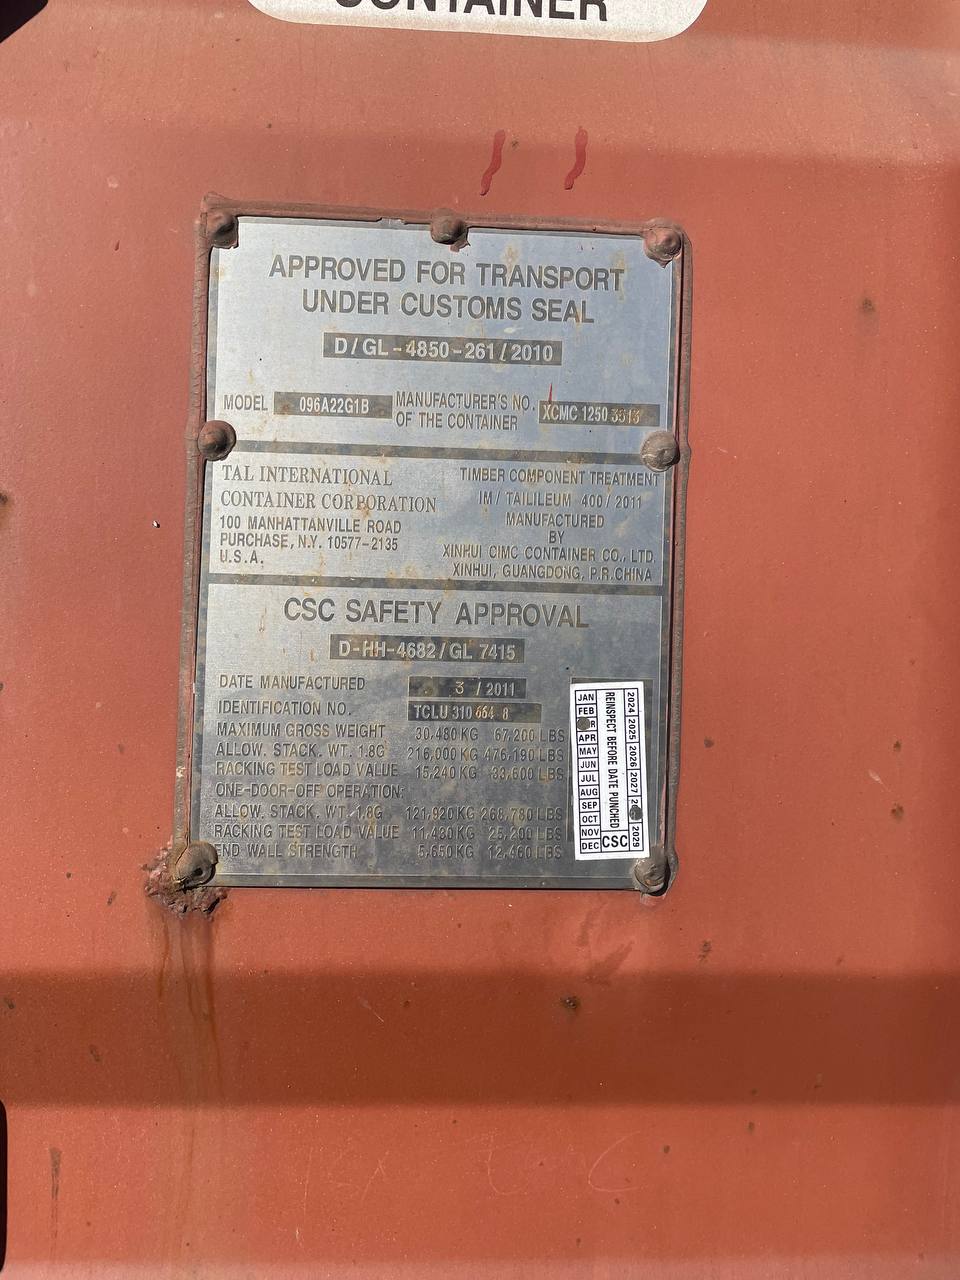 CONTAINER
APPROVED FOR TRANSPORT
UNDER CUSTOMS SEAL
D/GL-4850-261/2010
MODEL 096A22G1B MANUFACTURER'S NO. OF THE CONTAINER XCMC 1250 3513
TAL INTERNATIONAL
CONTAINER CORPORATION
100 MANHATTANVILLE ROAD
PURCHASE, N.Y. 10577-2135
U.S.A.
TIMBER COMPONENT TREATMENT
IM/TAILILEUM 400/2011
MANUFACTURED
BY
XINHUI CIMC CONTAINER CO., LTD
XINHUI, GUANGDONG, P.R.CHINA
CSC SAFETY APPROVAL
D-HH-4682/GL 7415
DATE MANUFACTURED 3/2011
IDENTIFICATION NO. TCLU 310 664 8
MAXIMUM GROSS WEIGHT 30,480 KG 67,200 LBS
ALLOW. STACK. WT. 1.8G 216,000 KG 476,190 LBS
RACKING TEST LOAD VALUE 15,240 KG 33,600 LBS
ONE-DOOR-OFF OPERATION:
ALLOW. STACK. WT. 1.8G 121,920 KG 268,780 LBS
RACKING TEST LOAD VALUE 11,430 KG 25,200 LBS
END WALL STRENGTH 5,650 KG 12,460 LBS
JAN
FEB
APR
MAY
JUN
JUL
AUG
SEP
OCT
NOV
DEC
REINSPECT BEFORE DATE PUNCHED
CSC
2024 2025 2026 2027 2029